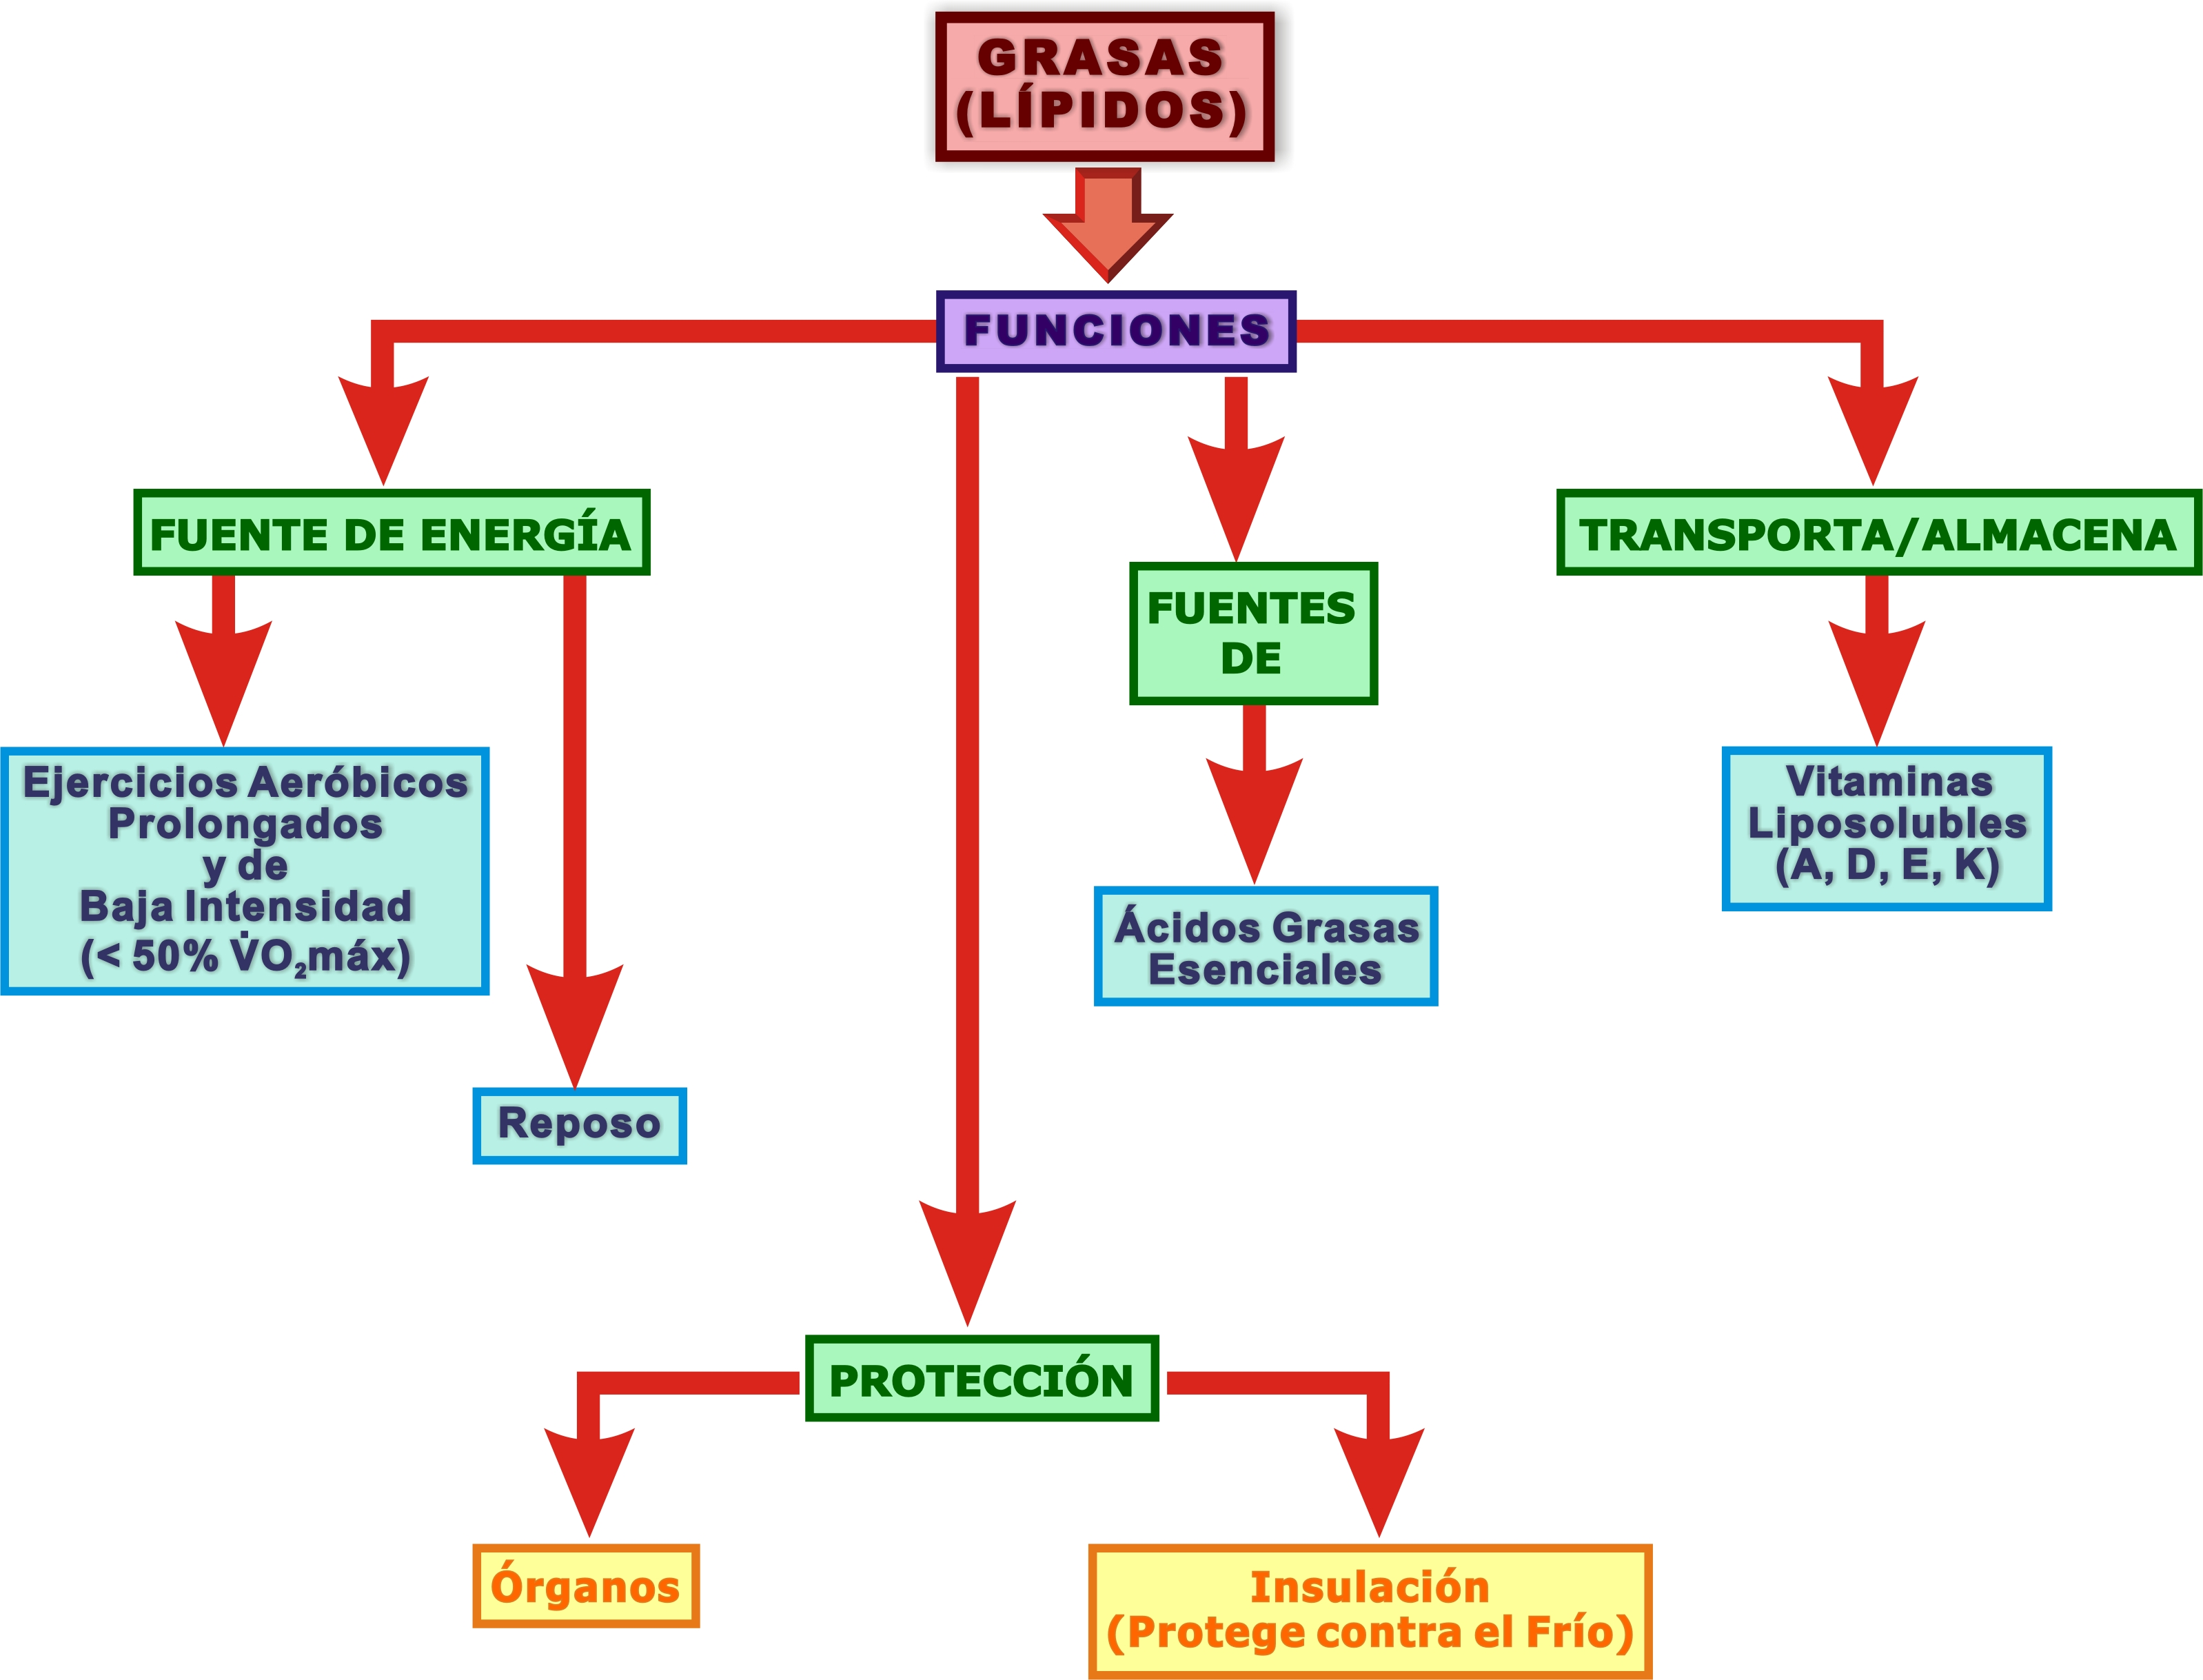 GRASAS
(LÍPIDOS)
FUNCIONES
FUENTE DE ENERGÍA
TRANSPORTA/ALMACENA
FUENTES
DE
Ejercicios Aeróbicos
Prolongados
y de
Baja Intensidad
(< 50% V̇O₂máx)
Vitaminas
Liposolubles
(A, D, E, K)
Ácidos Grasas
Esenciales
Reposo
PROTECCIÓN
Órganos
Insulación
(Protege contra el Frío)